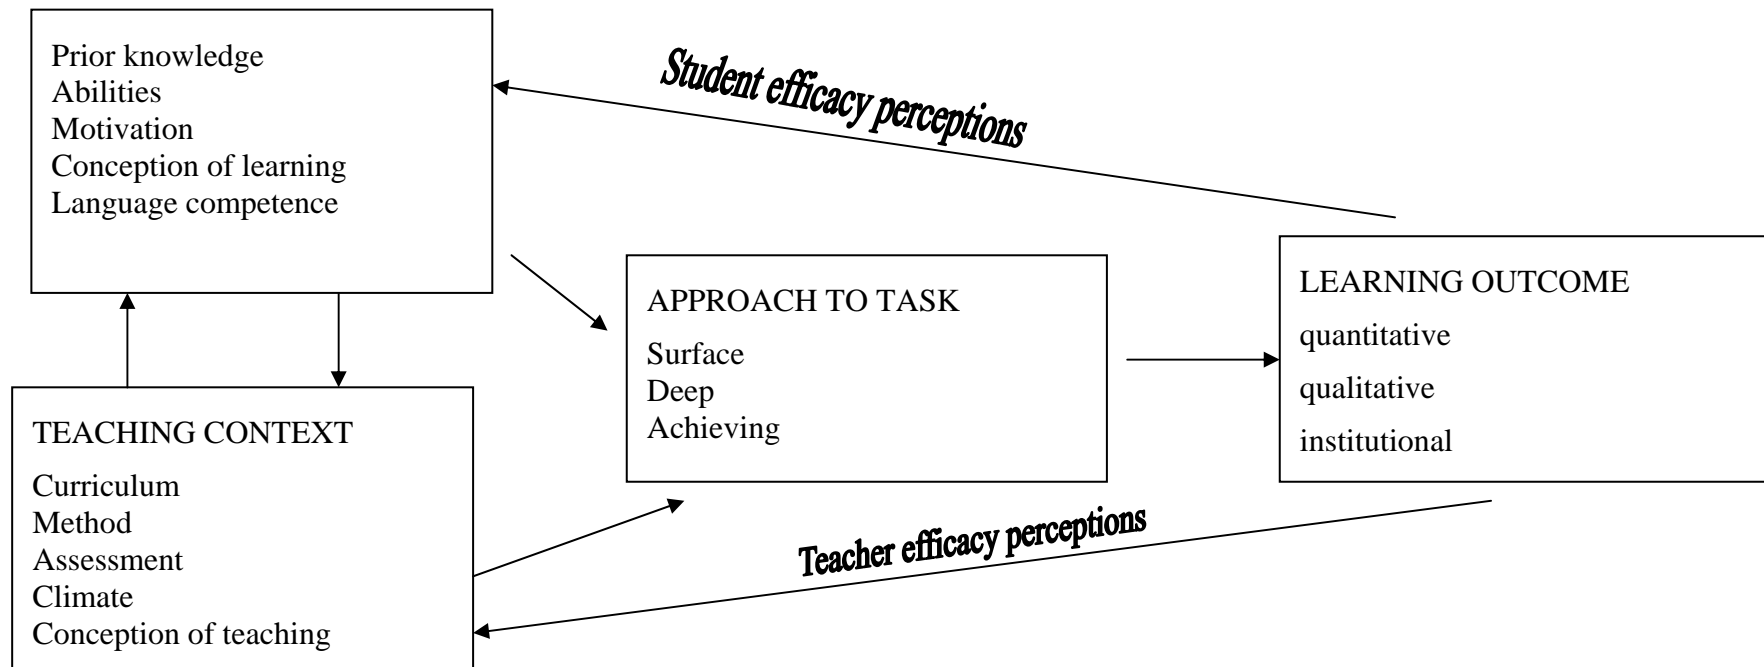 Prior knowledge
Abilities
Motivation
Conception of learning
Language competence
Student efficacy perceptions
APPROACH TO TASK
Surface
Deep
Achieving
LEARNING OUTCOME
quantitative
qualitative
institutional
TEACHING CONTEXT
Curriculum
Method
Assessment
Climate
Conception of teaching
Teacher efficacy perceptions